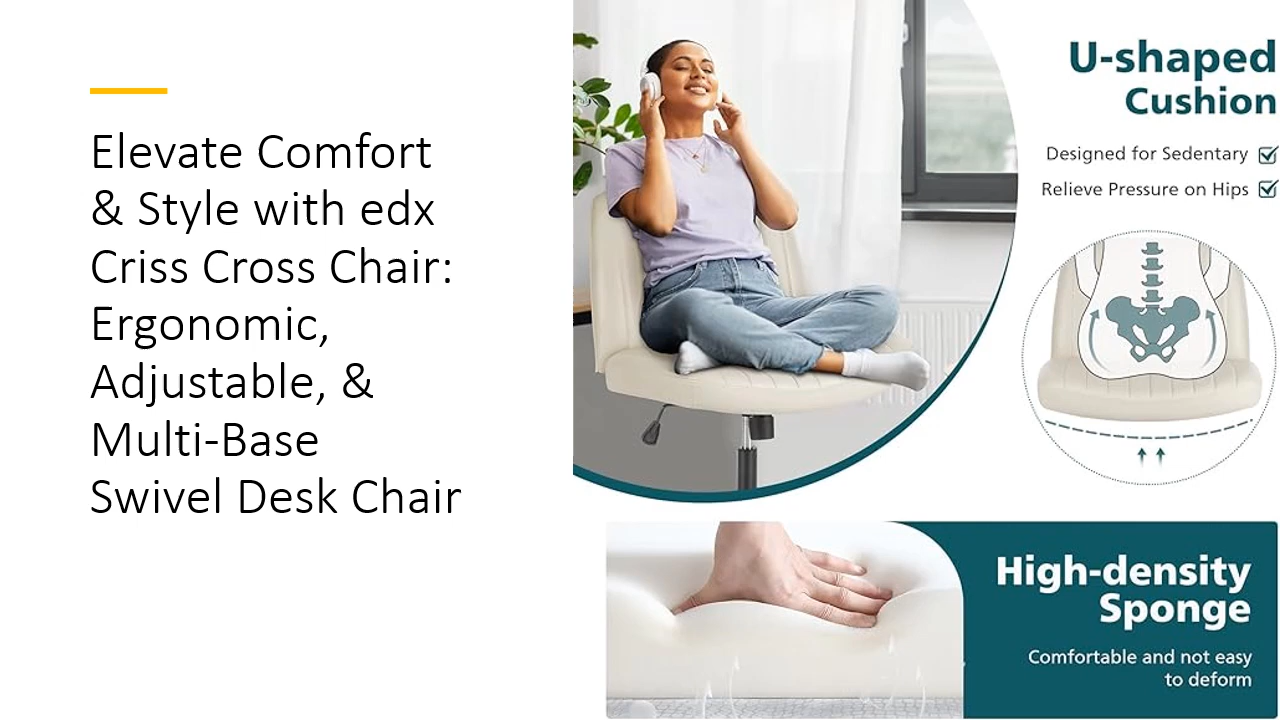 Elevate Comfort
& Style with edx
Criss Cross Chair:
Ergonomic,
Adjustable, &
Multi-Base
Swivel Desk Chair
U-shaped
Cushion
Designed for Sedentary
Relieve Pressure on Hips
High-density
Sponge
Comfortable and not easy
to deform